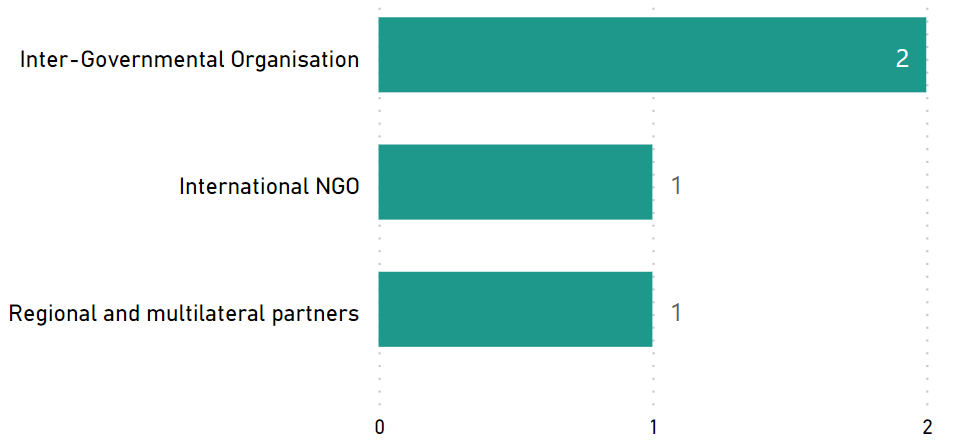 Inter-Governmental Organisation
2
International NGO
1
Regional and multilateral partners
1
0 1 2